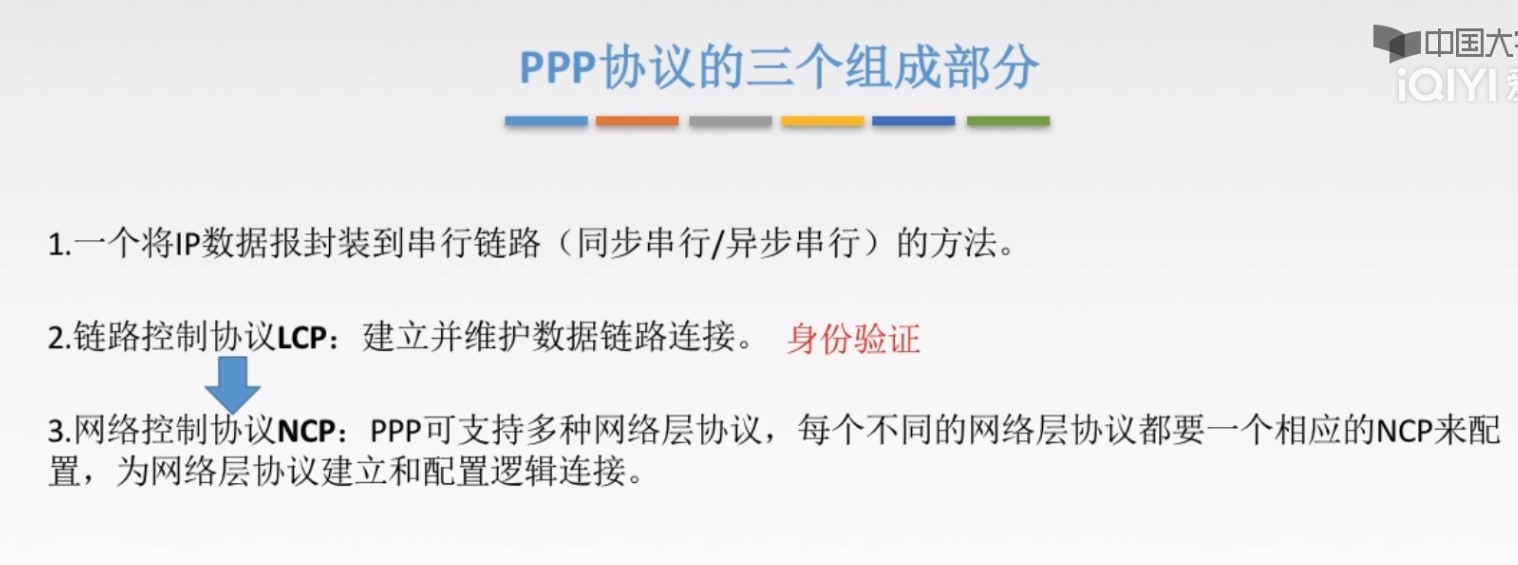 PPP协议的三个组成部分
中国大
iQIYI
1.一个将IP数据报封装到串行链路（同步串行/异步串行）的方法。
2.链路控制协议LCP：建立并维护数据链路连接。 身份验证
3.网络控制协议NCP：PPP可支持多种网络层协议，每个不同的网络层协议都要一个相应的NCP来配
置，为网络层协议建立和配置逻辑连接。